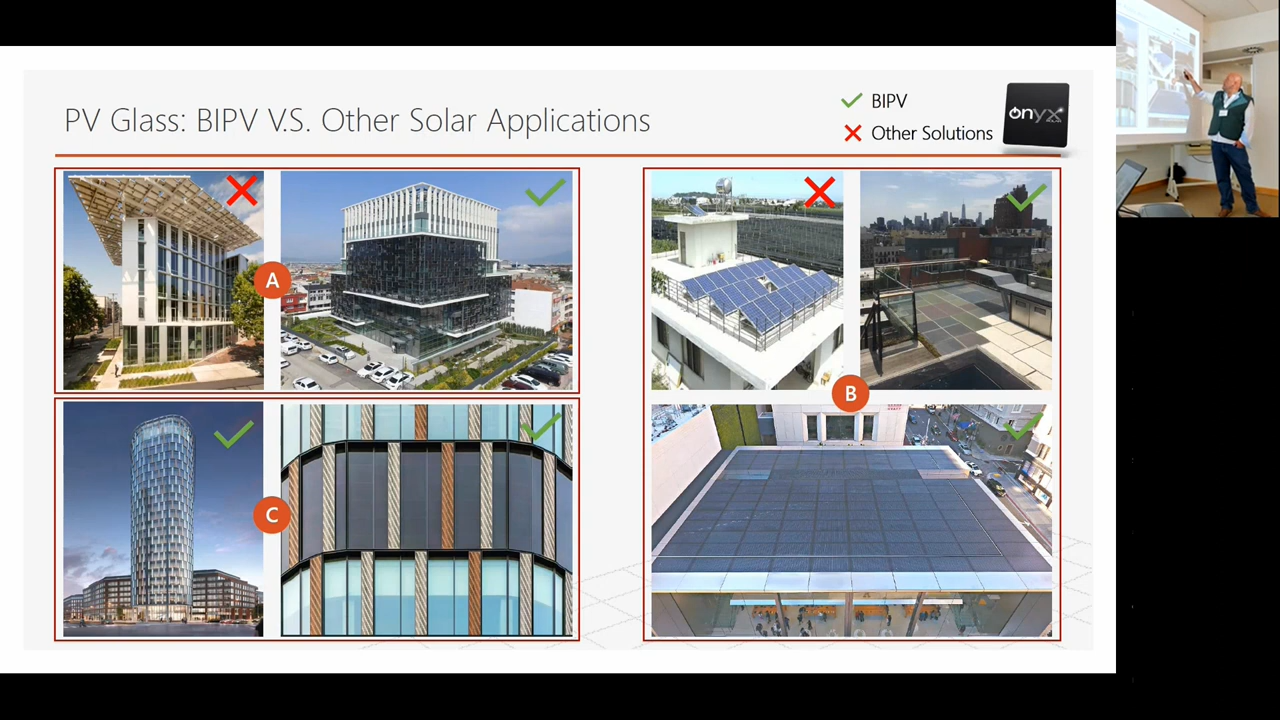 PV Glass: BIPV V.S. Other Solar Applications
BIPV
Other Solutions
onyx
A
B
C